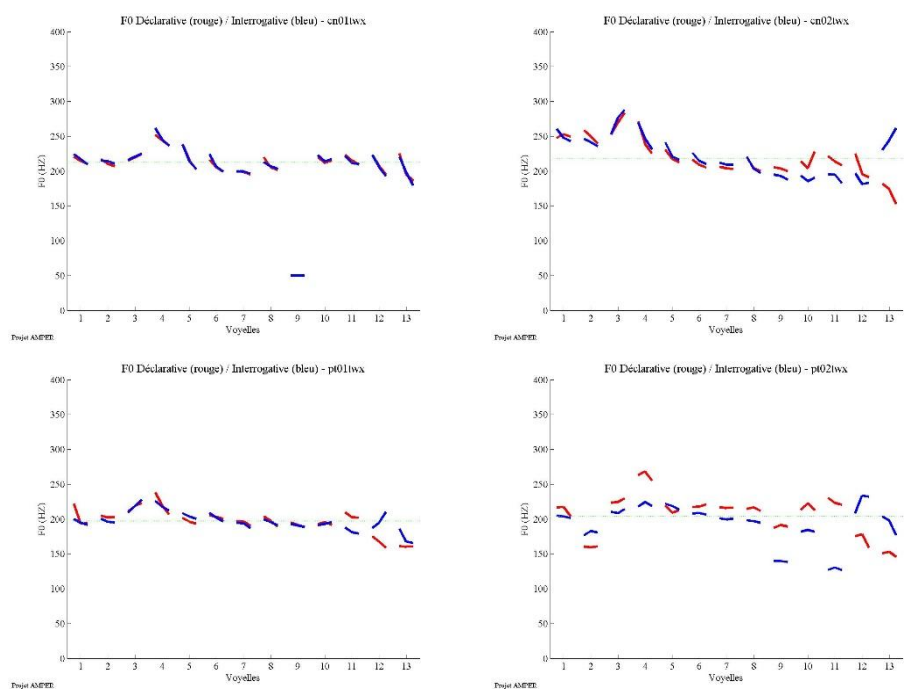 F0 Déclarative (rouge) / Interrogative (bleu) - cn01twx
400
350
300
250
200
150
100
50
0
F0 (HZ)
1 2 3 4 5 6 7 8 9 10 11 12 13
Voyelles
Projet AMPER
F0 Déclarative (rouge) / Interrogative (bleu) - cn02twx
400
350
300
250
200
150
100
50
0
F0 (HZ)
1 2 3 4 5 6 7 8 9 10 11 12 13
Voyelles
Projet AMPER
F0 Déclarative (rouge) / Interrogative (bleu) - pt01twx
400
350
300
250
200
150
100
50
0
F0 (HZ)
1 2 3 4 5 6 7 8 9 10 11 12 13
Voyelles
Projet AMPER
F0 Déclarative (rouge) / Interrogative (bleu) - pt02twx
400
350
300
250
200
150
100
50
0
F0 (HZ)
1 2 3 4 5 6 7 8 9 10 11 12 13
Voyelles
Projet AMPER